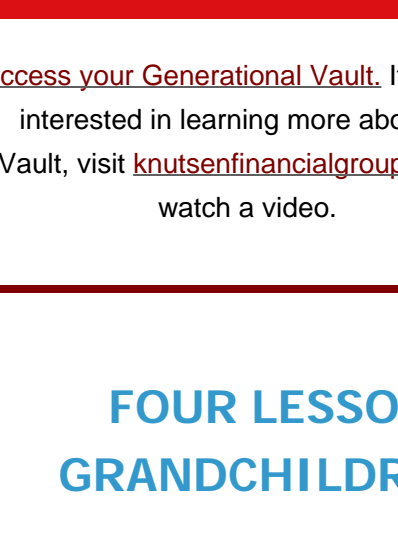 ccess your Generational Vault. I
interested in learning more abo
Vault, visit knutsenfinancialgroup
watch a video.
FOUR LESSO
GRANDCHILDR